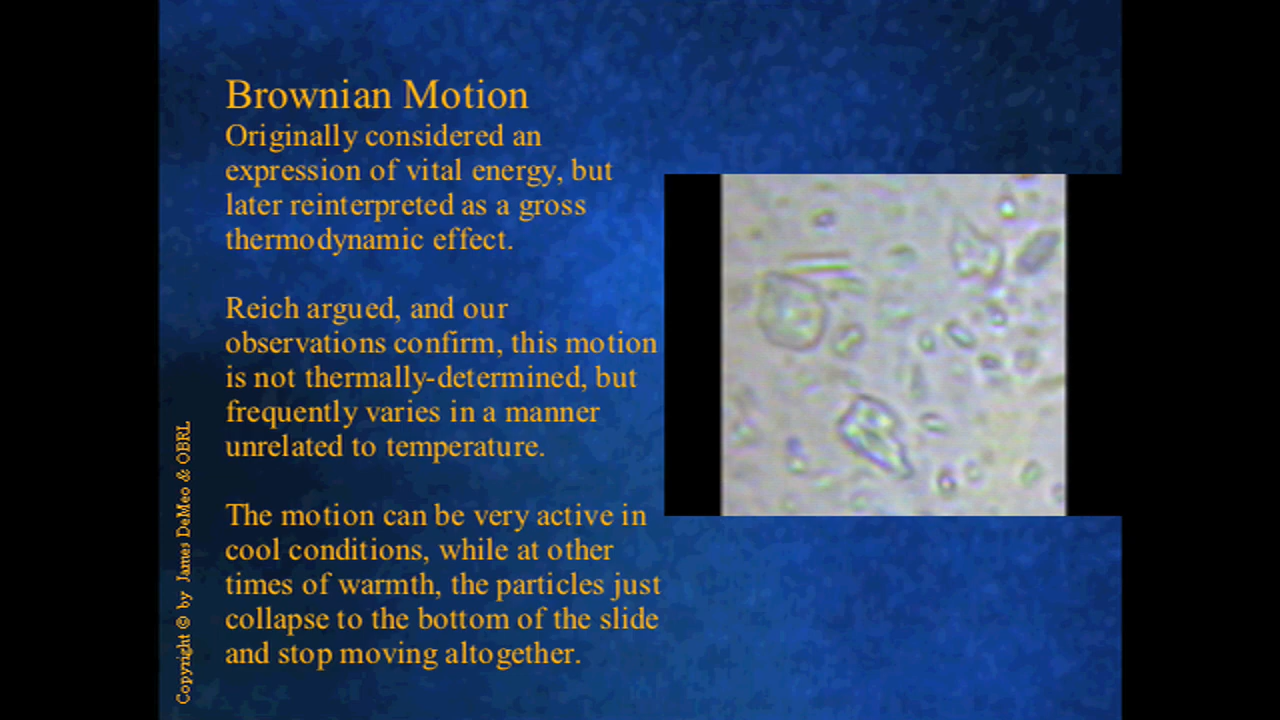 Brownian Motion
Originally considered an
expression of vital energy, but
later reinterpreted as a gross
thermodynamic effect.
Reich argued, and our
observations confirm, this motion
is not thermally-determined, but
frequently varies in a manner
unrelated to temperature.
The motion can be very active in
cool conditions, while at other
times of warmth, the particles just
collapse to the bottom of the slide
and stop moving altogether.
Copyright © by James DeMeo & OBRL